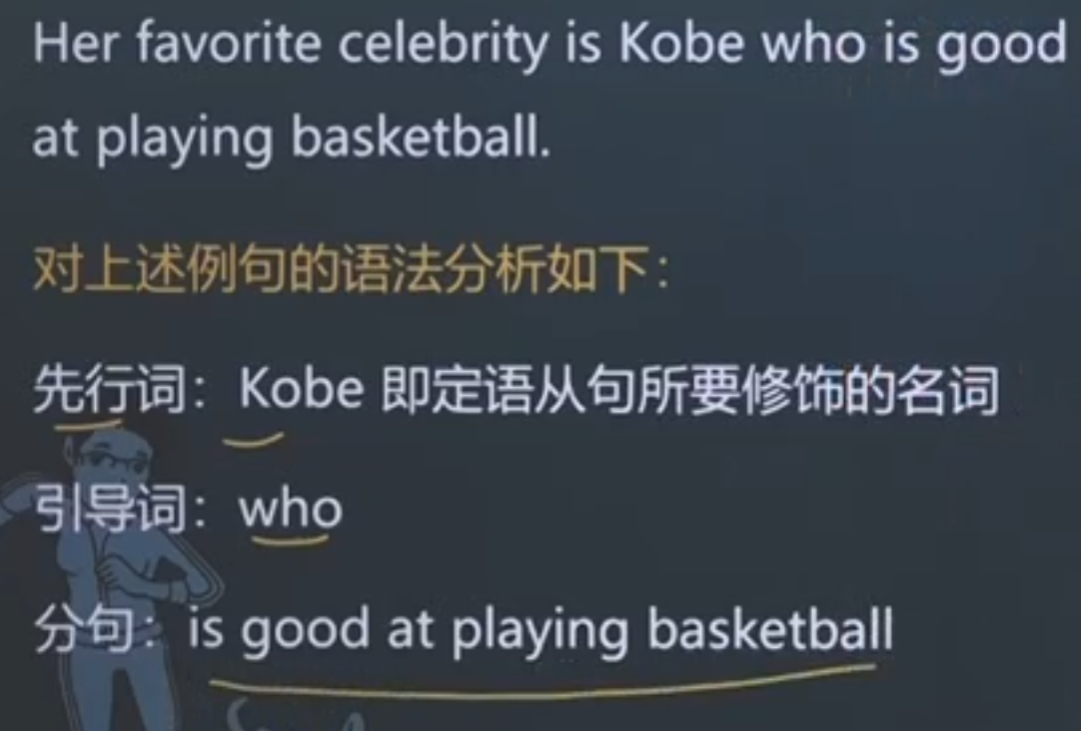 Her favorite celebrity is Kobe who is good
at playing basketball.
对上述例句的语法分析如下：
先行词：Kobe 即定语从句所要修饰的名词
引导词：who
分句：is good at playing basketball